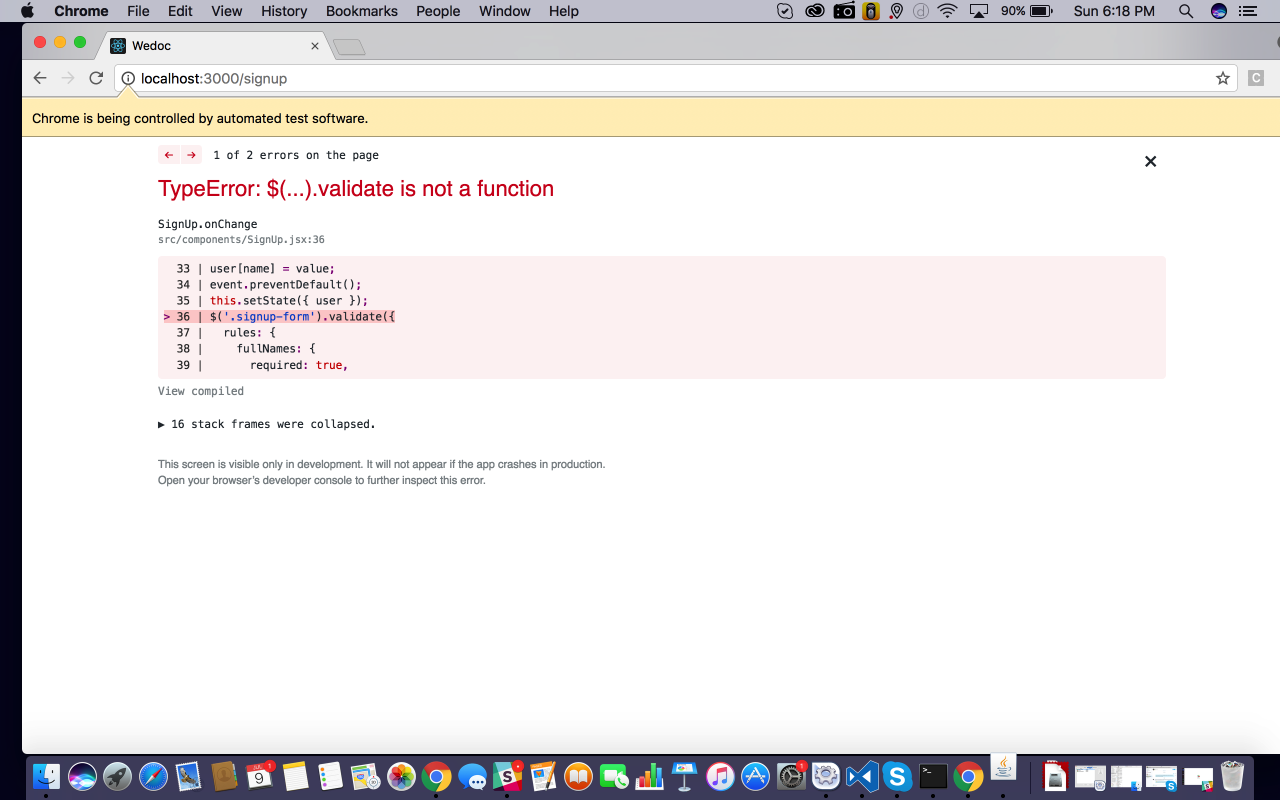 Chrome File Edit View History Bookmarks People Window Help 90% Sun 6:18 PM
Wedoc
localhost:3000/signup
C
Chrome is being controlled by automated test software.
1 of 2 errors on the page
TypeError: $(...).validate is not a function
SignUp.onChange
src/components/SignUp.jsx:36
33 | user[name] = value;
34 | event.preventDefault();
35 | this.setState({ user });
> 36 | $('.signup-form').validate({
37 |   rules: {
38 |     fullNames: {
39 |       required: true,
View compiled
▶ 16 stack frames were collapsed.
This screen is visible only in development. It will not appear if the app crashes in production.
Open your browser's developer console to further inspect this error.
JUL 9 1
1